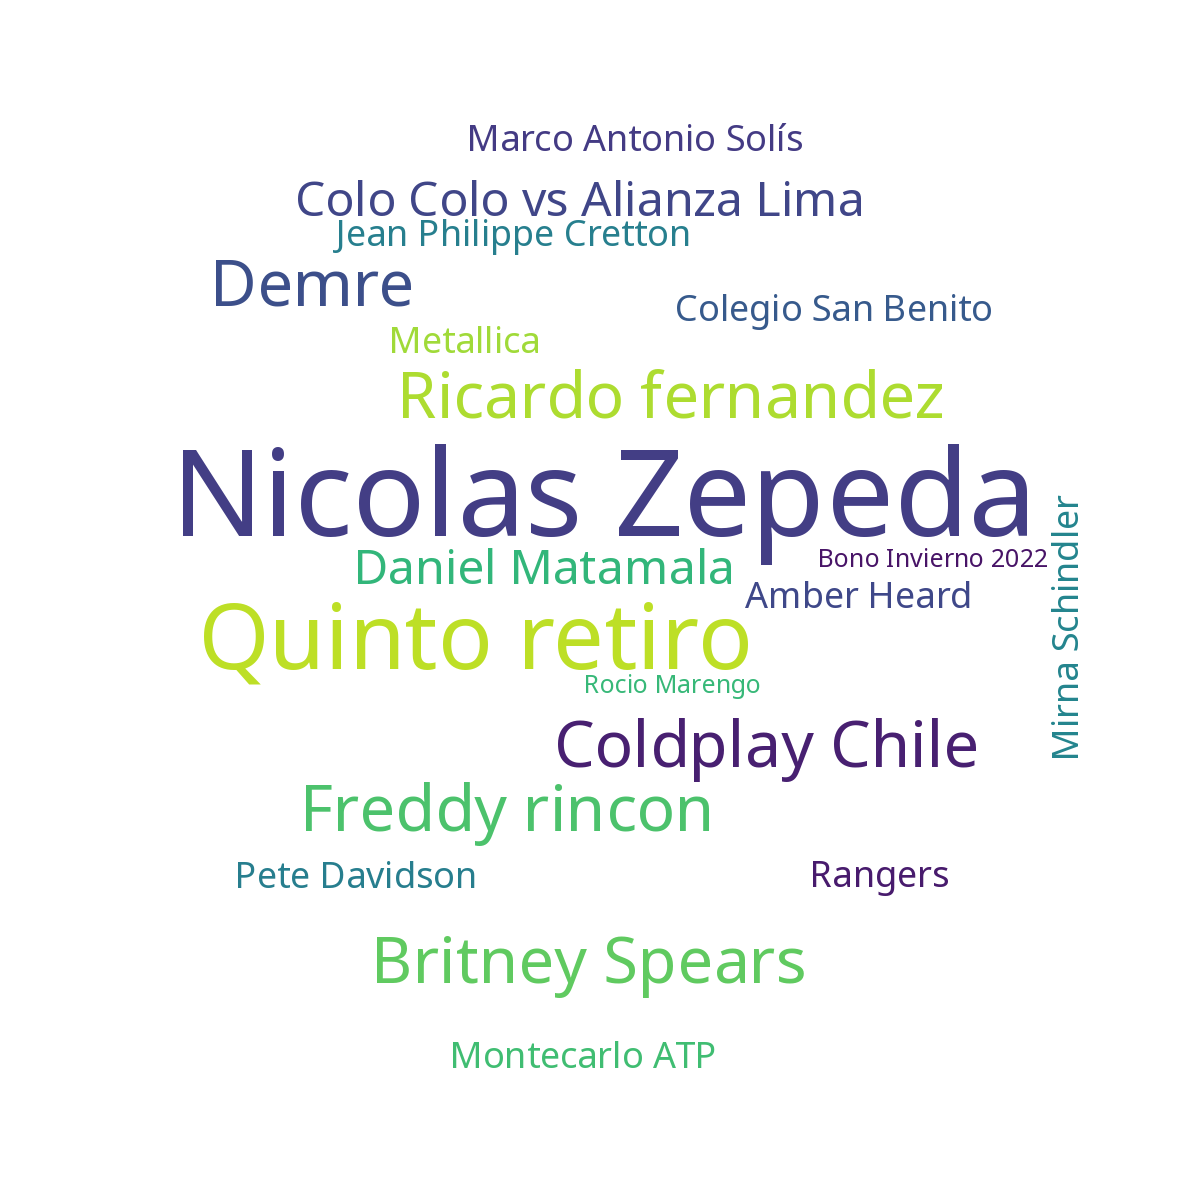 Marco Antonio Solís
Colo Colo vs Alianza Lima
Jean Philippe Cretton
Demre
Colegio San Benito
Metallica
Ricardo fernandez
Nicolas Zepeda
Mirna Schindler
Bono Invierno 2022
Daniel Matamala
Amber Heard
Quinto retiro
Rocio Marengo
Coldplay Chile
Freddy rincon
Pete Davidson
Rangers
Britney Spears
Montecarlo ATP